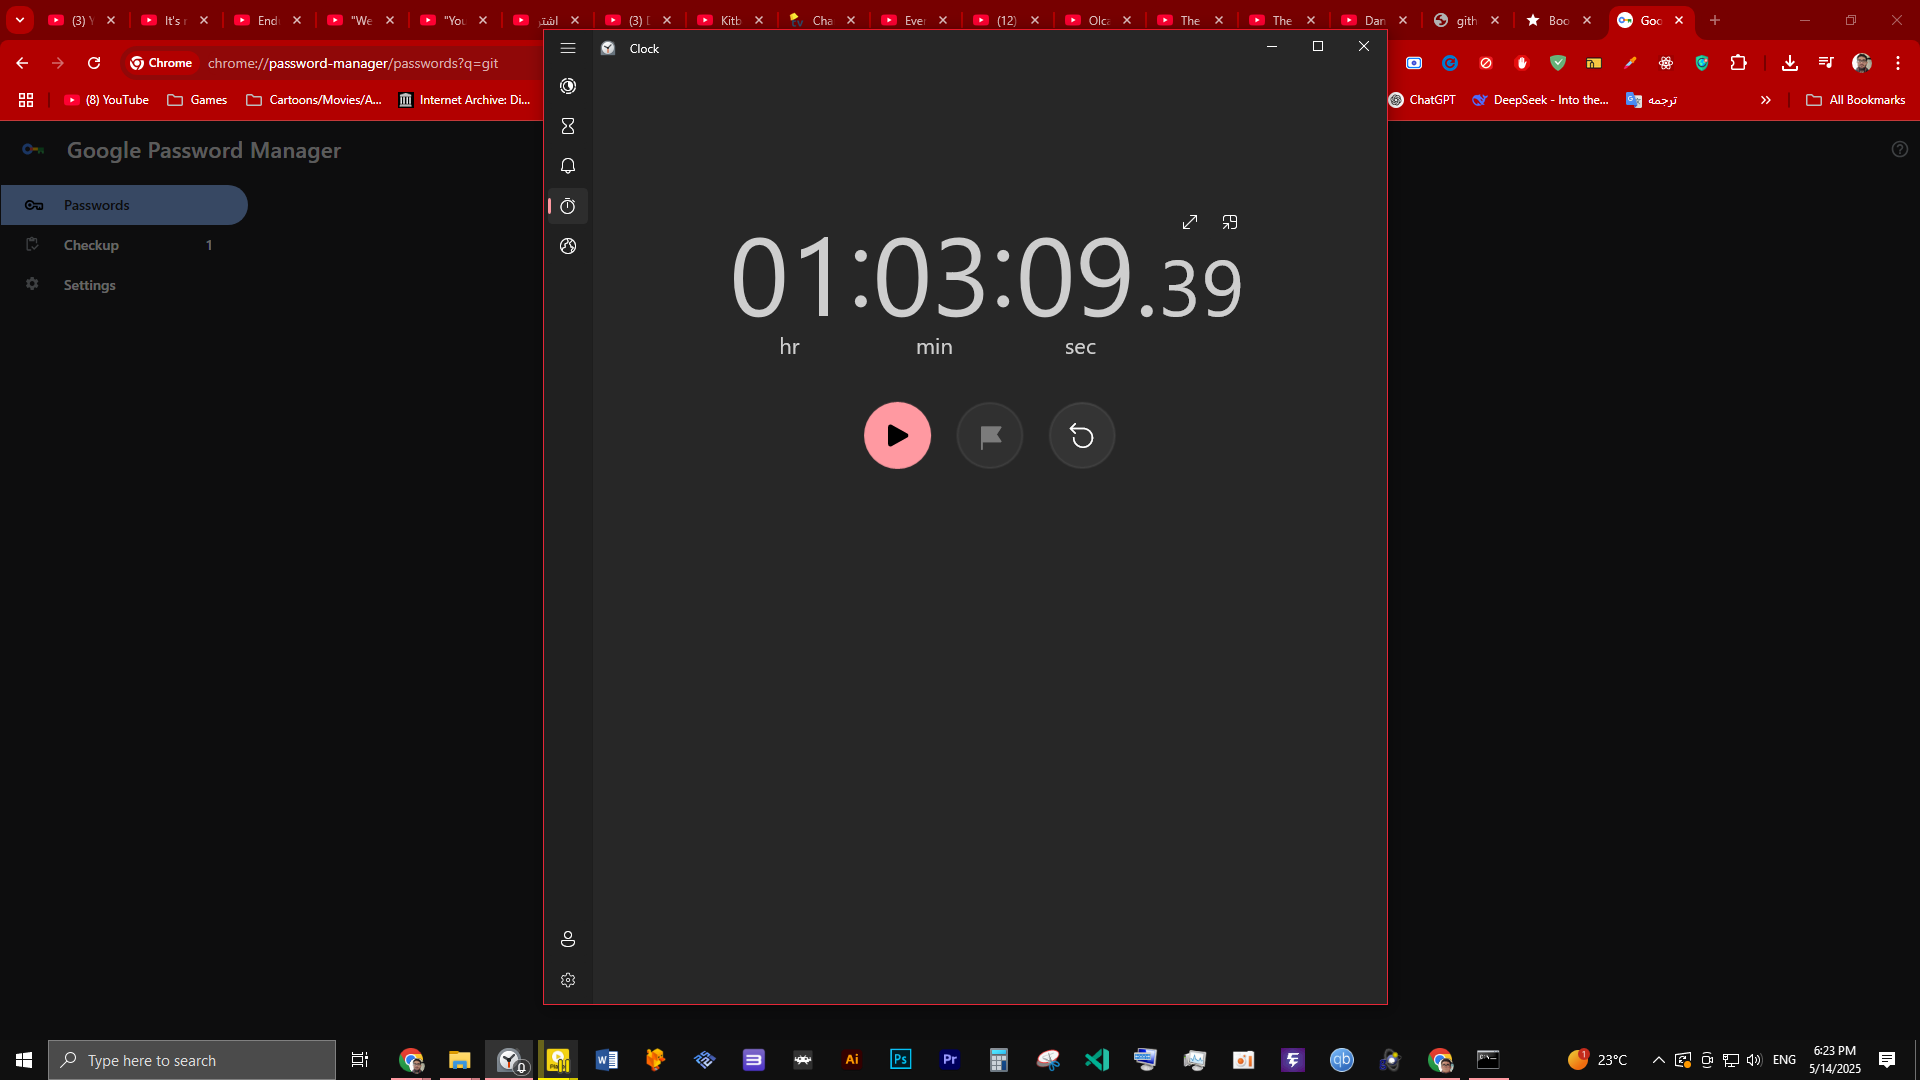 (3) Y
It's r
End
"We
"You
اشتر
(3)
Kitb
Cha
Ever
(12)
Olca
The
The
Dan
gith
Boo
Goo
Chrome
chrome://password-manager/passwords?q=git
(8) YouTube
Games
Cartoons/Movies/A...
Internet Archive: Di...
ChatGPT
DeepSeek - Into the...
ترجمه
All Bookmarks
Google Password Manager
Passwords
Checkup 1
Settings
Clock
01:03:09.39
hr min sec
Type here to search
23°C
ENG
6:23 PM
5/14/2025